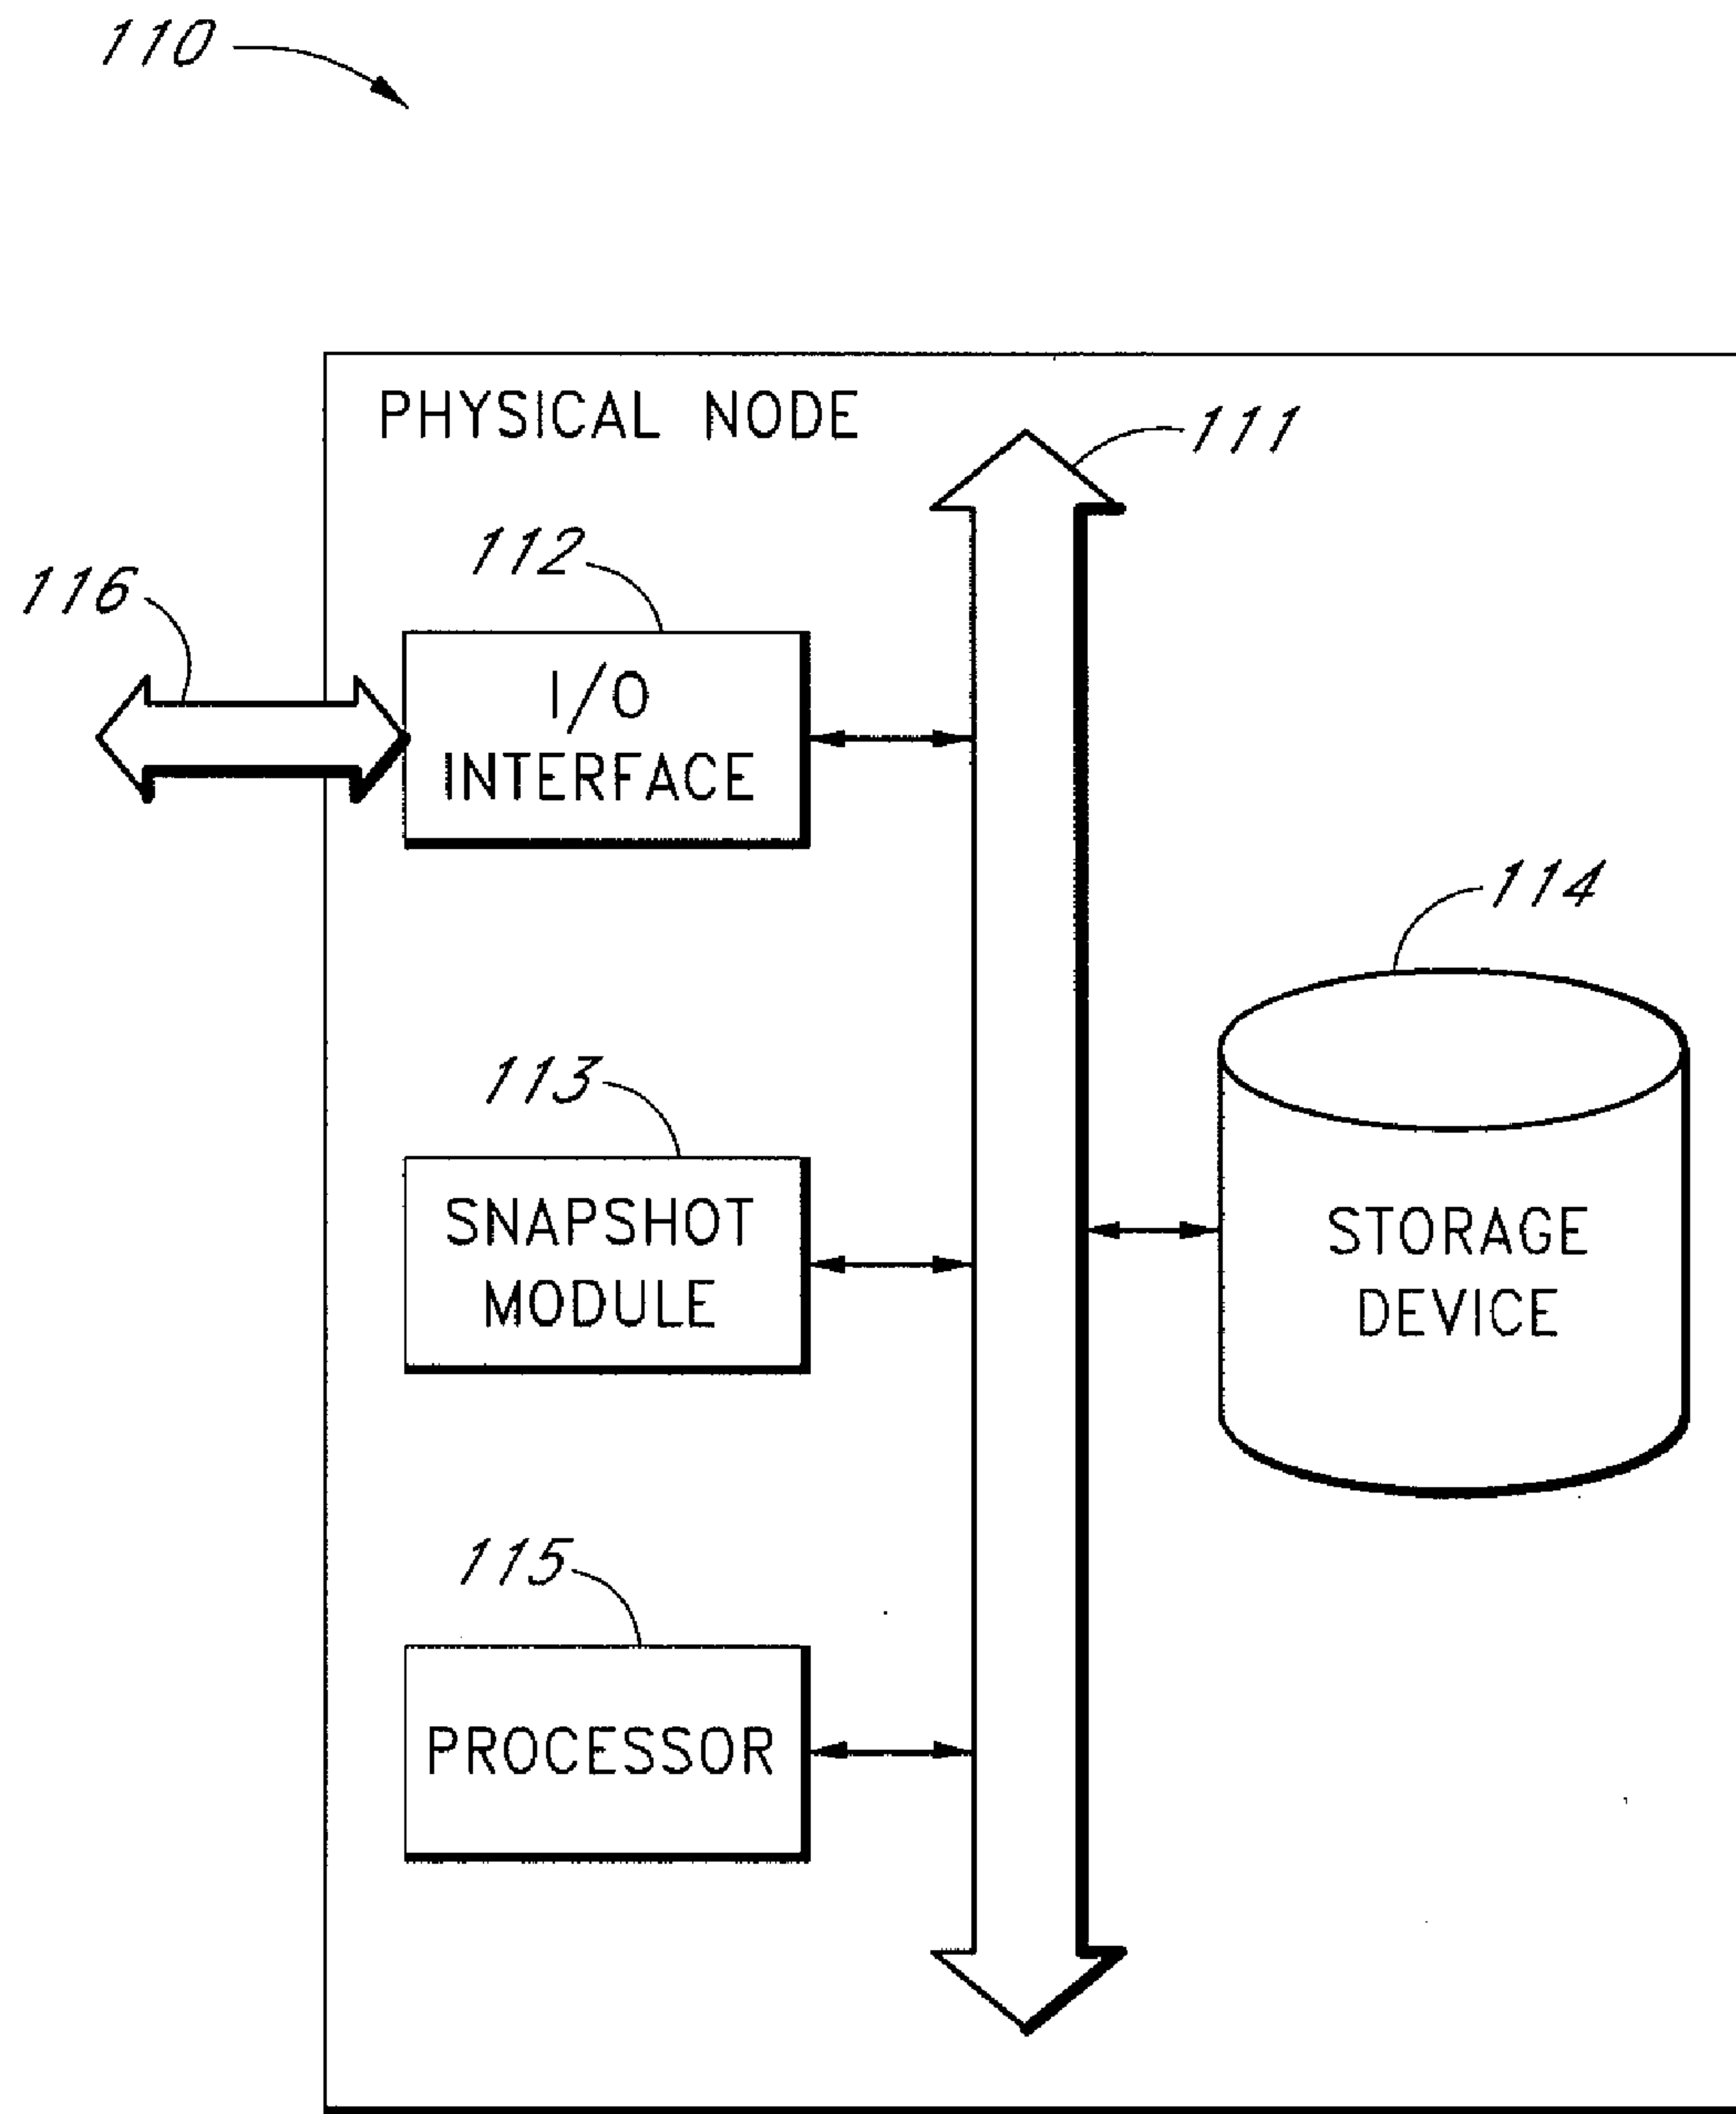 110
PHYSICAL NODE
111
112
116
I/O
INTERFACE
114
113
SNAPSHOT
MODULE
STORAGE
DEVICE
115
PROCESSOR